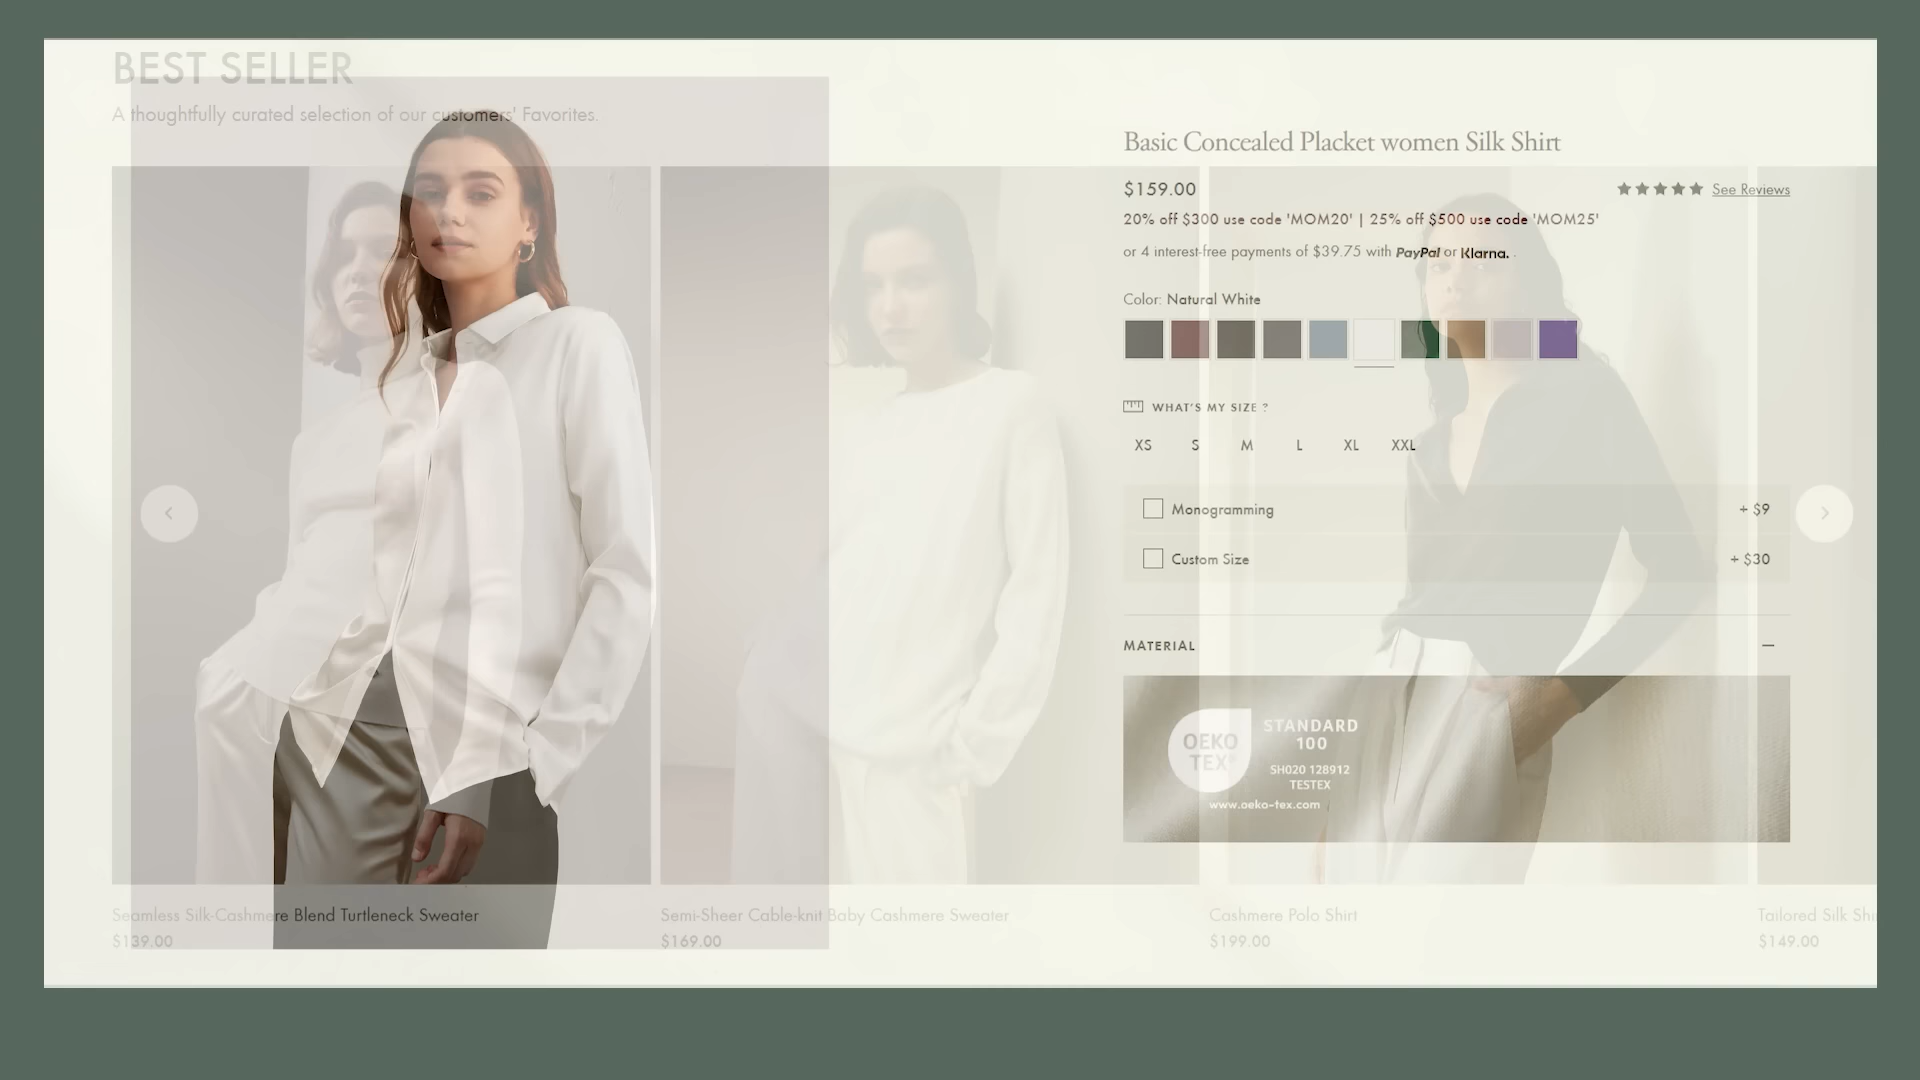 BEST SELLER
A thoughtfully curated selection of our customers' Favorites.
Basic Concealed Placket women Silk Shirt
$159.00
See Reviews
20% off $300 use code 'MOM20' | 25% off $500 use code 'MOM25'
or 4 interest-free payments of $39.75 with PayPal or Klarna.
Color: Natural White
WHAT'S MY SIZE ?
XS S M L XL XXL
Monogramming + $9
Custom Size + $30
MATERIAL
OEKO
TEX®
STANDARD
100
SH020 128912
TESTEX
www.oeko-tex.com
Seamless Silk-Cashmere Blend Turtleneck Sweater
$139.00
Semi-Sheer Cable-knit Baby Cashmere Sweater
$169.00
Cashmere Polo Shirt
$199.00
Tailored Silk
$149.00